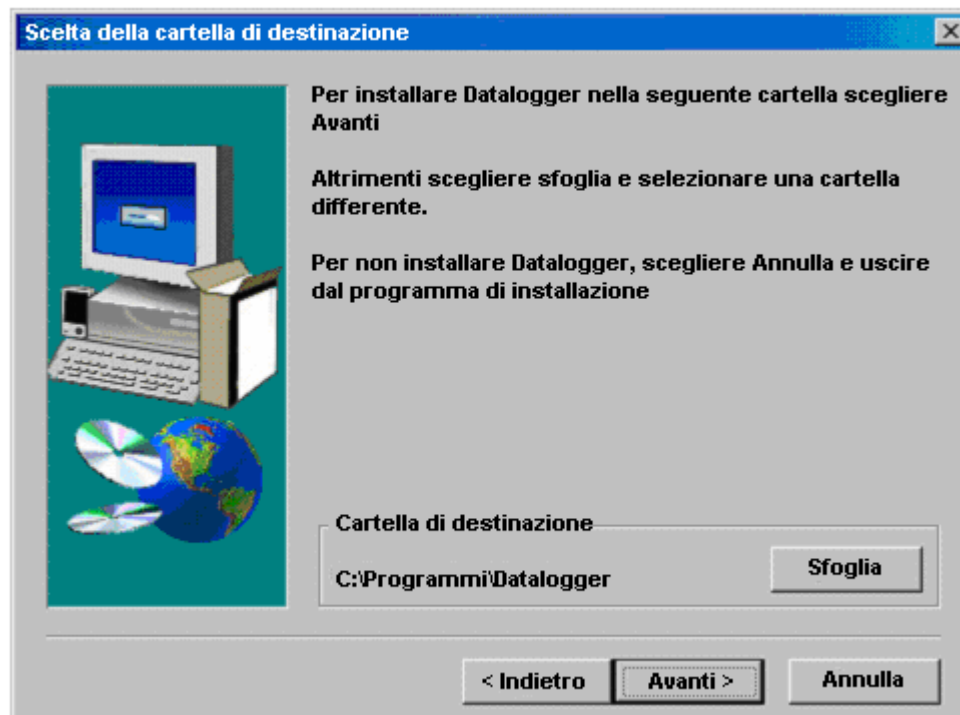 Scelta della cartella di destinazione
Per installare Datalogger nella seguente cartella scegliere
Avanti
Altrimenti scegliere sfoglia e selezionare una cartella
differente.
Per non installare Datalogger, scegliere Annulla e uscire
dal programma di installazione
Cartella di destinazione
C:\Programmi\Datalogger
Sfoglia
< Indietro
Avanti >
Annulla